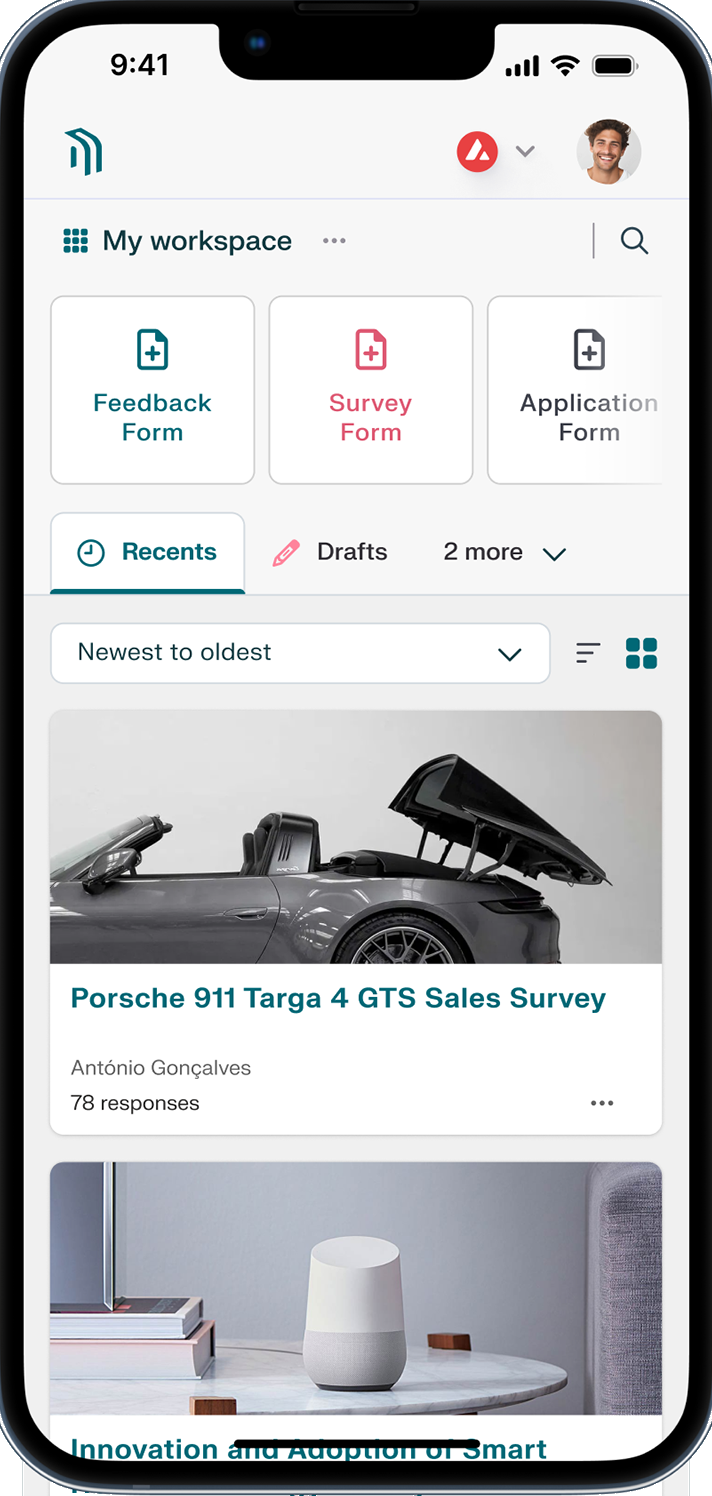 9:41
My workspace
Feedback
Form
Survey
Form
Application
Form
Recents
Drafts
2 more
Newest to oldest
Porsche 911 Targa 4 GTS Sales Survey
António Gonçalves
78 responses
Innovation and Adoption of Smart